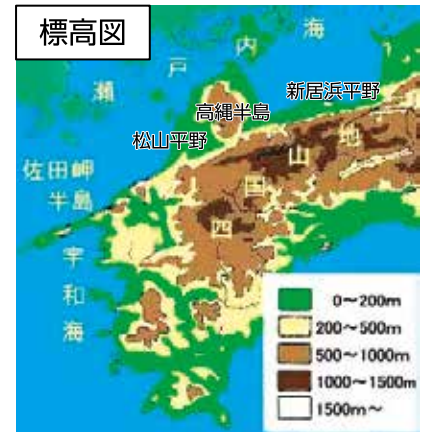 標高図
瀬戸内海
新居浜平野
高縄半島
松山平野
四国山地
佐田岬
半島
宇和海
0～200m
200～500m
500～1000m
1000～1500m
1500m～